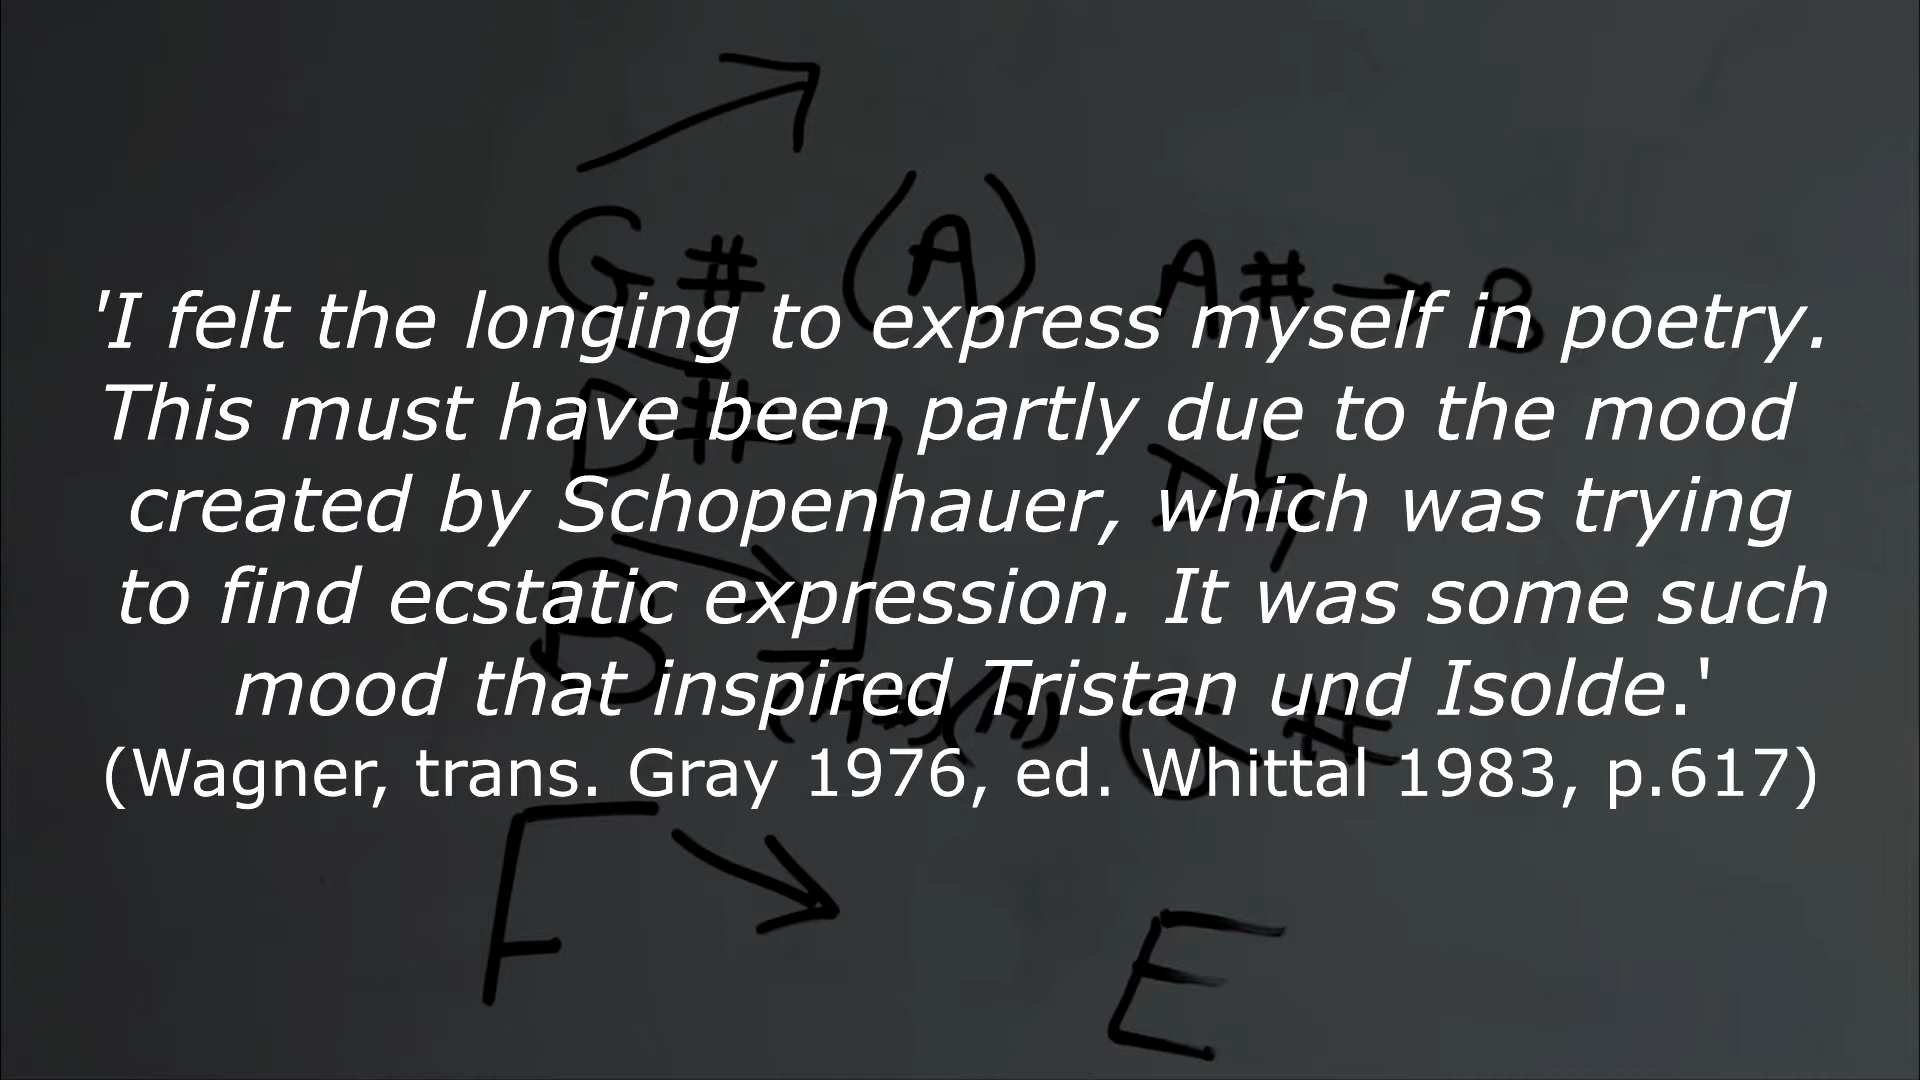 G# (A) A# → B
'I felt the longing to express myself in poetry.
This must have been partly due to the mood
D#
D♮
created by Schopenhauer, which was trying
to find ecstatic expression. It was some such
B
mood that inspired Tristan und Isolde.'
(A#) (A) G#
(Wagner, trans. Gray 1976, ed. Whittal 1983, p.617)
F
E